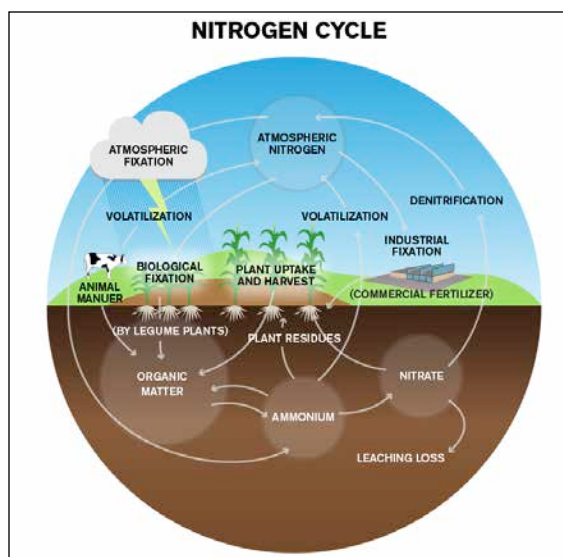 NITROGEN CYCLE
ATMOSPHERIC
FIXATION
ATMOSPHERIC
NITROGEN
DENITRIFICATION
VOLATILIZATION
VOLATILIZATION
INDUSTRIAL
FIXATION
BIOLOGICAL
FIXATION
PLANT UPTAKE
AND HARVEST
ANIMAL
MANUER
(COMMERCIAL FERTILIZER)
(BY LEGUME PLANTS)
PLANT RESIDUES
ORGANIC
MATTER
NITRATE
AMMONIUM
LEACHING LOSS